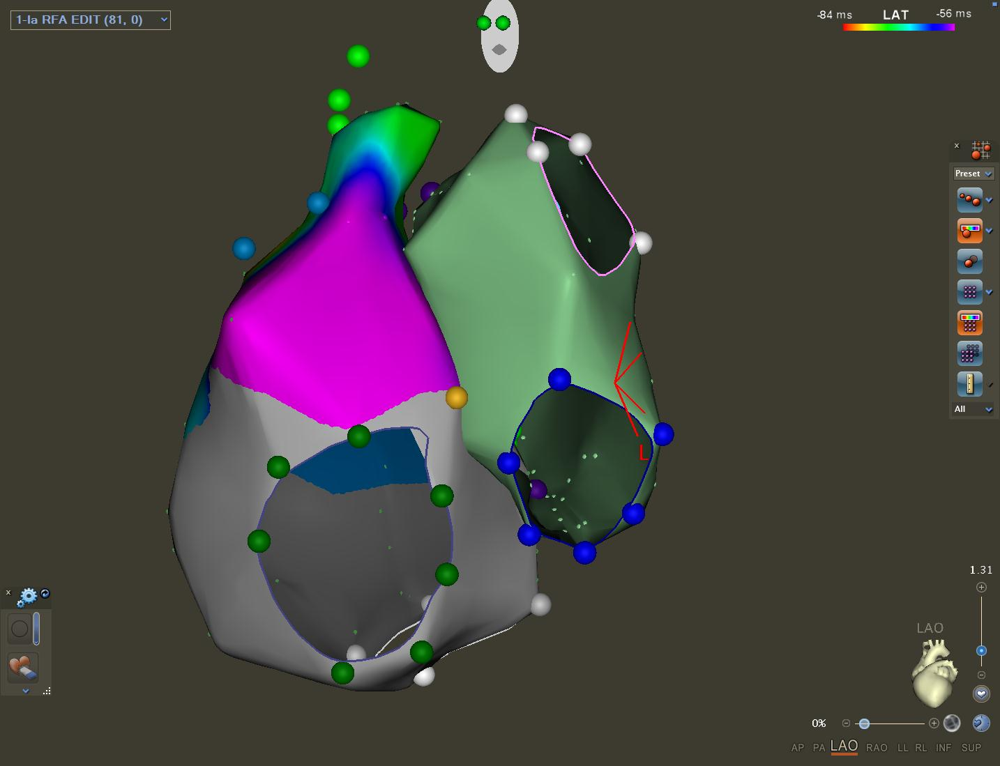 1-la RFA EDIT (81, 0)
-84 ms LAT -56 ms
Preset
All
L
1.31
LAO
0%
AP PA LAO RAO LL RL INF SUP